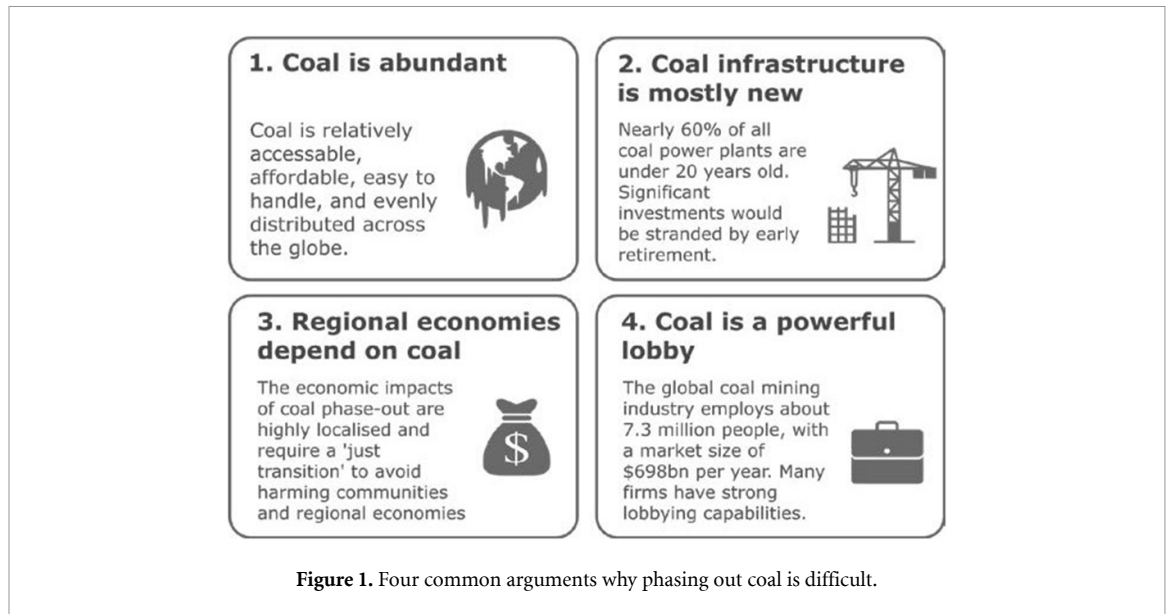 1. Coal is abundant
Coal is relatively
accessable,
affordable, easy to
handle, and evenly
distributed across
the globe.
2. Coal infrastructure
is mostly new
Nearly 60% of all
coal power plants are
under 20 years old.
Significant
investments would
be stranded by early
retirement.
3. Regional economies
depend on coal
The economic impacts
of coal phase-out are
highly localised and
require a 'just
transition' to avoid
harming communities
and regional economies
$
4. Coal is a powerful
lobby
The global coal mining
industry employs about
7.3 million people, with
a market size of
$698bn per year. Many
firms have strong
lobbying capabilities.
Figure 1. Four common arguments why phasing out coal is difficult.